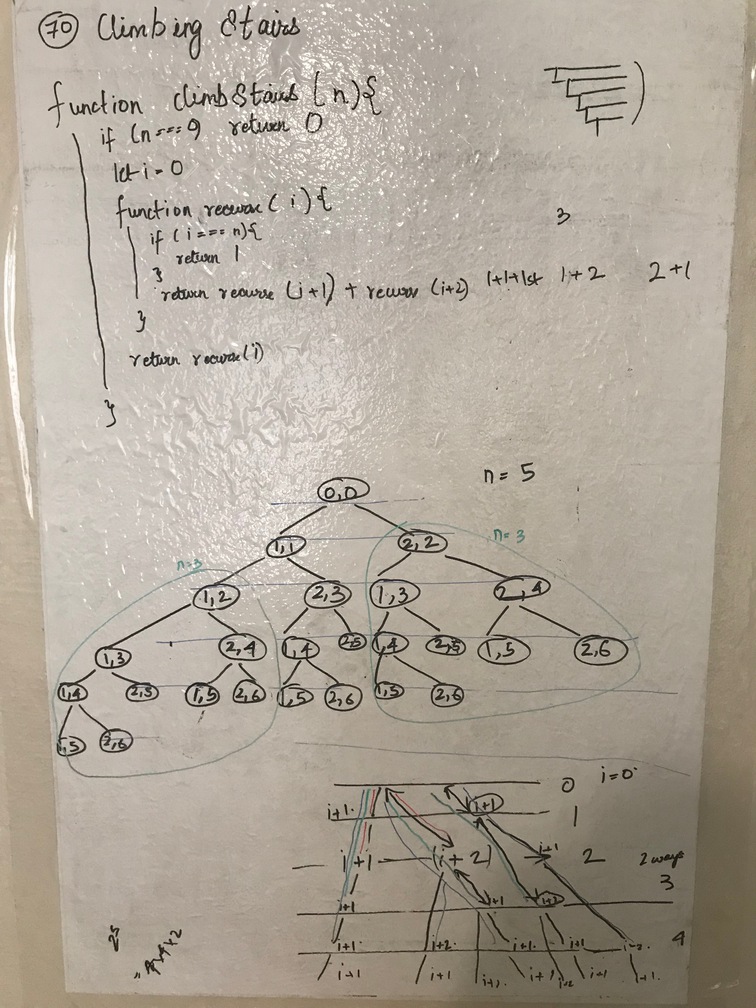 70 Climbing Stairs
function climbStairs (n){
if (n===0) return 0
let i = 0
function recurse (i){
if (i===n){
return 1
}
return recurse (i+1) + recurse (i+2)
}
return recurse(i)
}
3
1+1+1st 1+2 2+1
n=5
0,0
1,1 2,2 n=3
n=3
1,2 2,3 1,3 2,4
1,3 2,4 1,4 2,5 1,4 2,5 1,5 2,6
1,4 2,5 1,5 2,6 1,5 2,6 1,5 2,6
1,5 2,6
0 i=0
i+1 i+1 1
i+1 (i+2) i+1 2 2 ways
3
i+1 i+1 i+2
i+1 i+2 i+1 i+1 i-2 4
i+1 i+1 i+2 i+1 i+2 i+1 i+1